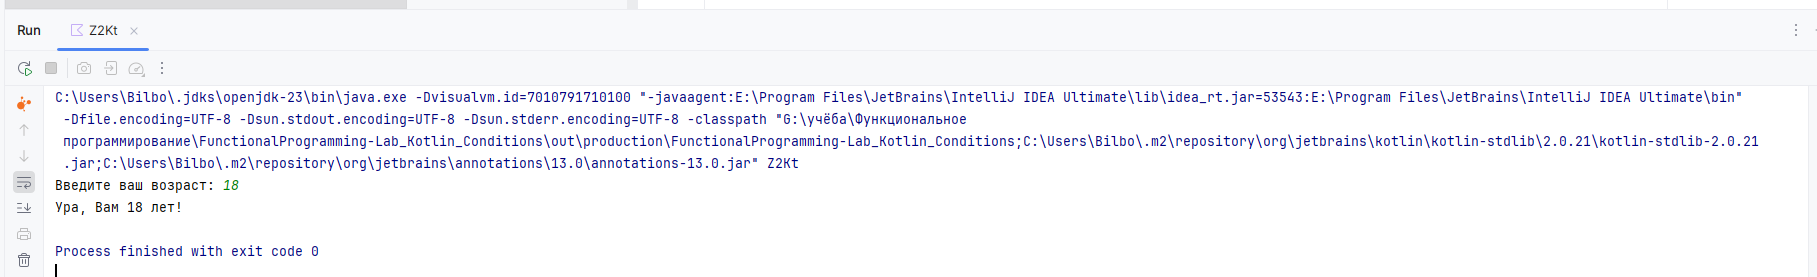 Run
Z2Kt
C:\Users\Bilbo\.jdks\openjdk-23\bin\java.exe -Dvisualvm.id=7010791710100 "-javaagent:E:\Program Files\JetBrains\IntelliJ IDEA Ultimate\lib\idea_rt.jar=53543:E:\Program Files\JetBrains\IntelliJ IDEA Ultimate\bin"
-Dfile.encoding=UTF-8 -Dsun.stdout.encoding=UTF-8 -Dsun.stderr.encoding=UTF-8 -classpath "G:\учёба\Функциональное
программирование\FunctionalProgramming-Lab_Kotlin_Conditions\out\production\FunctionalProgramming-Lab_Kotlin_Conditions;C:\Users\Bilbo\.m2\repository\org\jetbrains\kotlin\kotlin-stdlib\2.0.21\kotlin-stdlib-2.0.21
.jar;C:\Users\Bilbo\.m2\repository\org\jetbrains\annotations\13.0\annotations-13.0.jar" Z2Kt
Введите ваш возраст: 18
Ура, Вам 18 лет!
Process finished with exit code 0